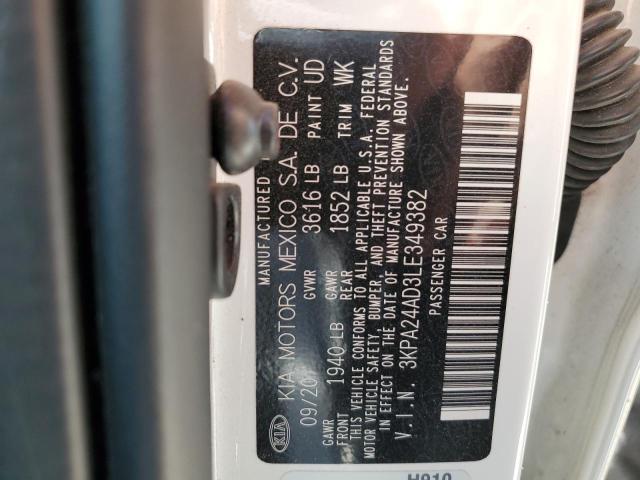 MANUFACTURED
KIA KIA MOTORS MEXICO S.A. DE C.V.
09/20 GVWR 3616 LB PAINT UD
GAWR FRONT 1940 LB GAWR REAR 1852 LB TRIM WK
THIS VEHICLE CONFORMS TO ALL APPLICABLE U.S.A. FEDERAL
MOTOR VEHICLE SAFETY, BUMPER, AND THEFT PREVENTION STANDARDS
IN EFFECT ON THE DATE OF MANUFACTURE SHOWN ABOVE.
V.I.N. 3KPA24AD3LE349382
PASSENGER CAR